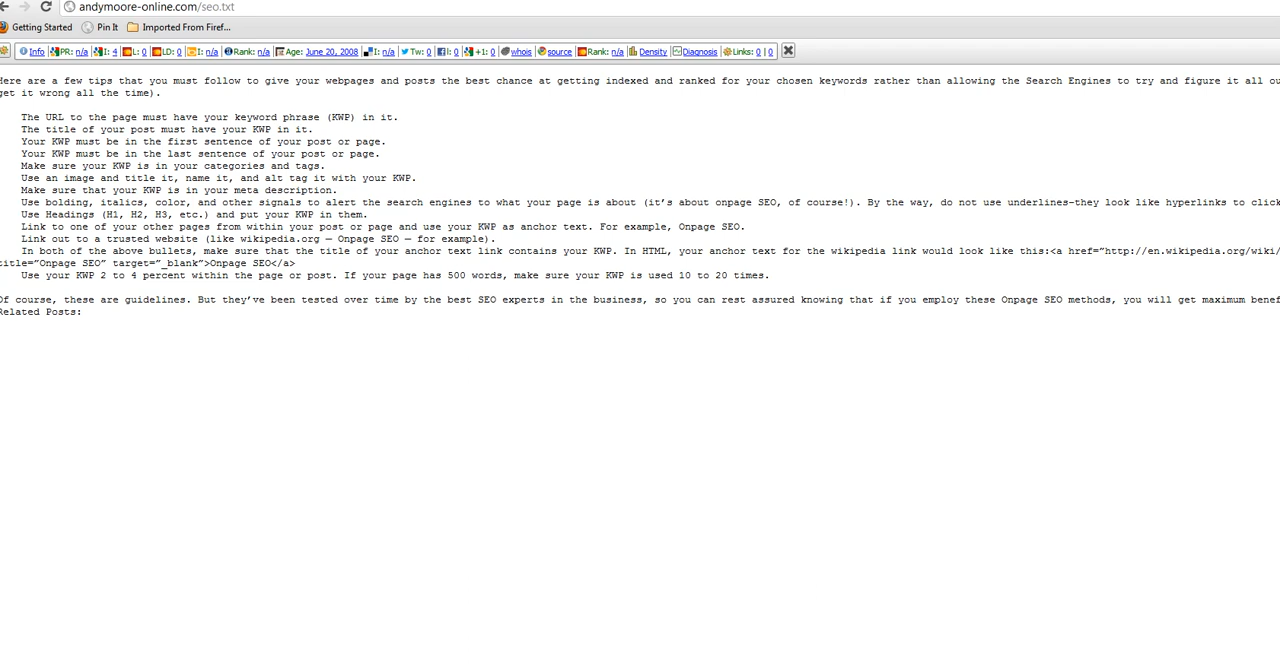 andymoore-online.com/seo.txt
Getting Started Pin It Imported From Firef...
Info PR: n/a I: 4 L: 0 LD: 0 I: n/a Rank: n/a Age: June 20, 2008 I: n/a Tw: 0 l: 0 +1: 0 whois source Rank: n/a Density Diagnosis Links: 0 | 0
Here are a few tips that you must follow to give your webpages and posts the best chance at getting indexed and ranked for your chosen keywords rather than allowing the Search Engines to try and figure it all
get it wrong all the time).
The URL to the page must have your keyword phrase (KWP) in it.
The title of your post must have your KWP in it.
Your KWP must be in the first sentence of your post or page.
Your KWP must be in the last sentence of your post or page.
Make sure your KWP is in your categories and tags.
Use an image and title it, name it, and alt tag it with your KWP.
Make sure that your KWP is in your meta description.
Use bolding, italics, color, and other signals to alert the search engines to what your page is about (it's about onpage SEO, of course!). By the way, do not use underlines—they look like hyperlinks to click
Use Headings (H1, H2, H3, etc.) and put your KWP in them.
Link to one of your other pages from within your post or page and use your KWP as anchor text. For example, Onpage SEO.
Link out to a trusted website (like wikipedia.org — Onpage SEO — for example).
In both of the above bullets, make sure that the title of your anchor text link contains your KWP. In HTML, your anchor text for the wikipedia link would look like this:<a href="http://en.wikipedia.org/wiki/
title="Onpage SEO" target="_blank">Onpage SEO</a>
Use your KWP 2 to 4 percent within the page or post. If your page has 500 words, make sure your KWP is used 10 to 20 times.
Of course, these are guidelines. But they've been tested over time by the best SEO experts in the business, so you can rest assured knowing that if you employ these Onpage SEO methods, you will get maximum
Related Posts: